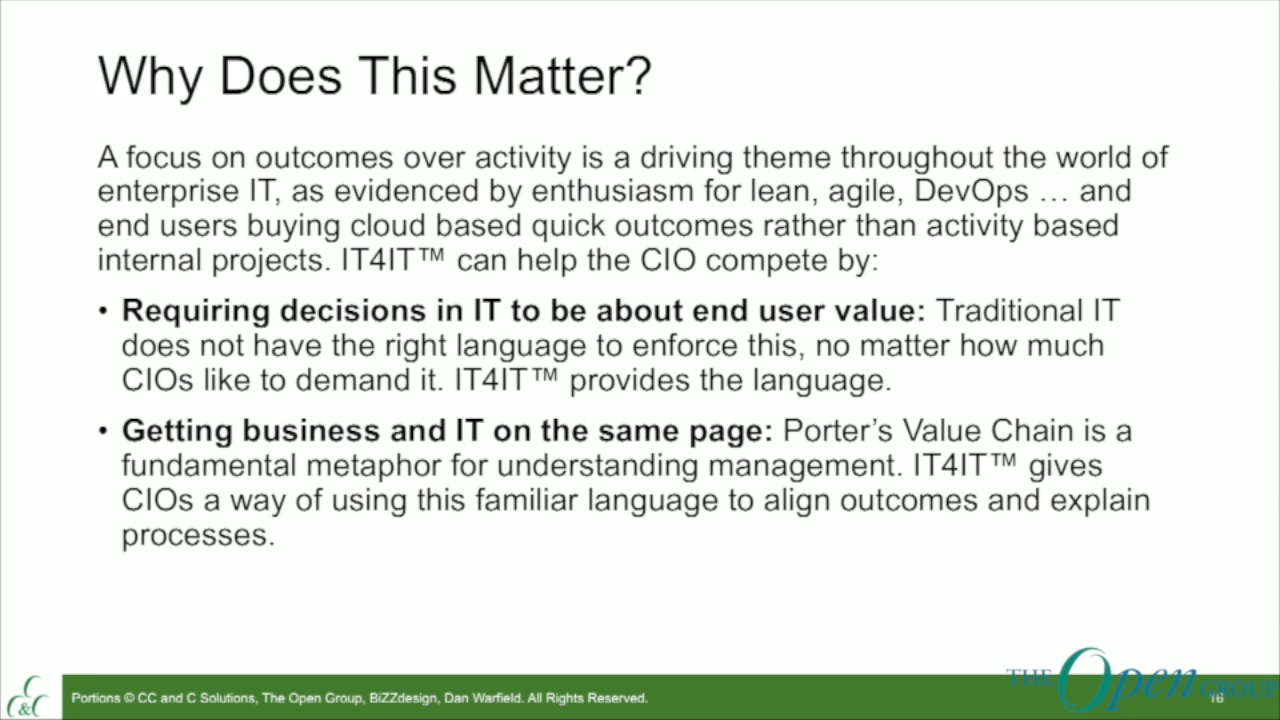 Why Does This Matter?
A focus on outcomes over activity is a driving theme throughout the world of
enterprise IT, as evidenced by enthusiasm for lean, agile, DevOps … and
end users buying cloud based quick outcomes rather than activity based
internal projects. IT4IT™ can help the CIO compete by:
• Requiring decisions in IT to be about end user value: Traditional IT
does not have the right language to enforce this, no matter how much
CIOs like to demand it. IT4IT™ provides the language.
• Getting business and IT on the same page: Porter’s Value Chain is a
fundamental metaphor for understanding management. IT4IT™ gives
CIOs a way of using this familiar language to align outcomes and explain
processes.
C&C
Portions © CC and C Solutions, The Open Group, BiZZdesign, Dan Warfield. All Rights Reserved.
THE Open GROUP
16